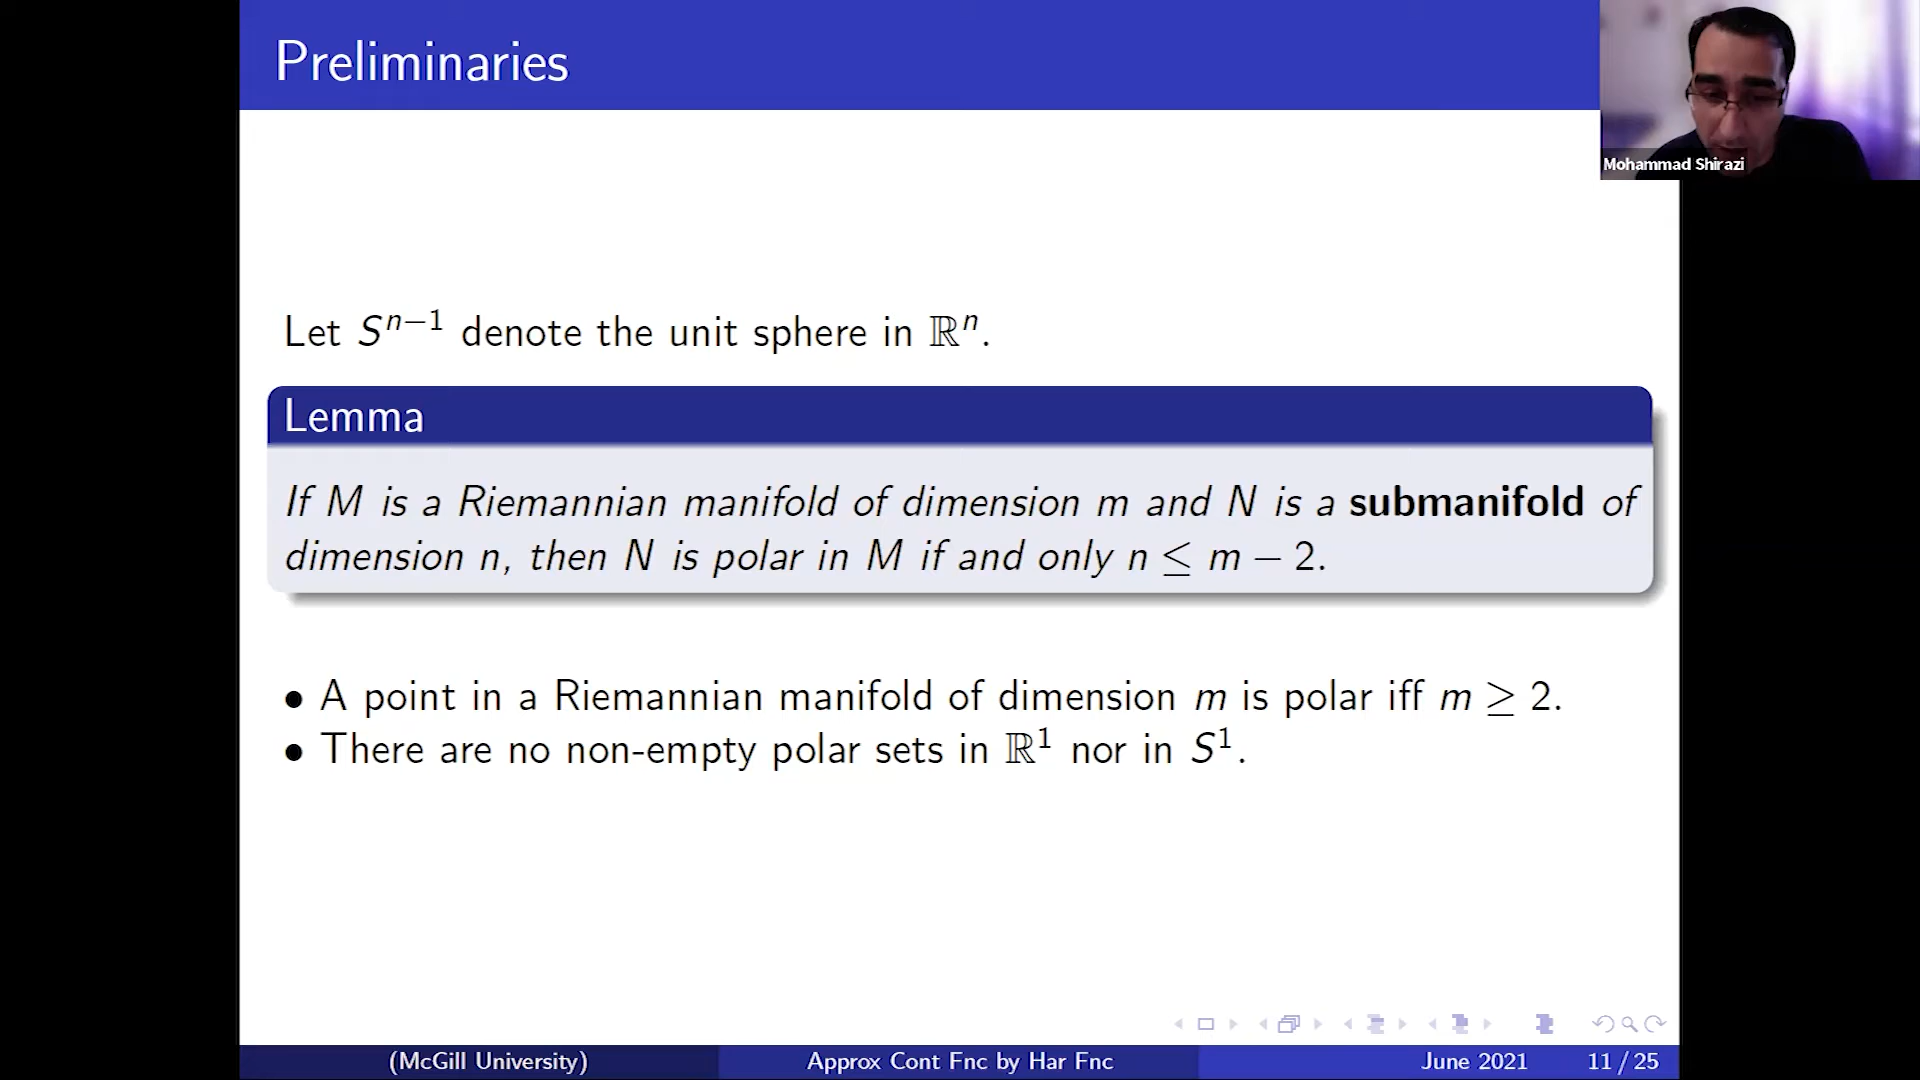 Preliminaries
Mohammad Shirazi
Let S^{n−1} denote the unit sphere in ℝ^n.
Lemma
If M is a Riemannian manifold of dimension m and N is a submanifold of
dimension n, then N is polar in M if and only n ≤ m − 2.
• A point in a Riemannian manifold of dimension m is polar iff m ≥ 2.
• There are no non-empty polar sets in ℝ^1 nor in S^1.
(McGill University) Approx Cont Fnc by Har Fnc June 2021 11 / 25